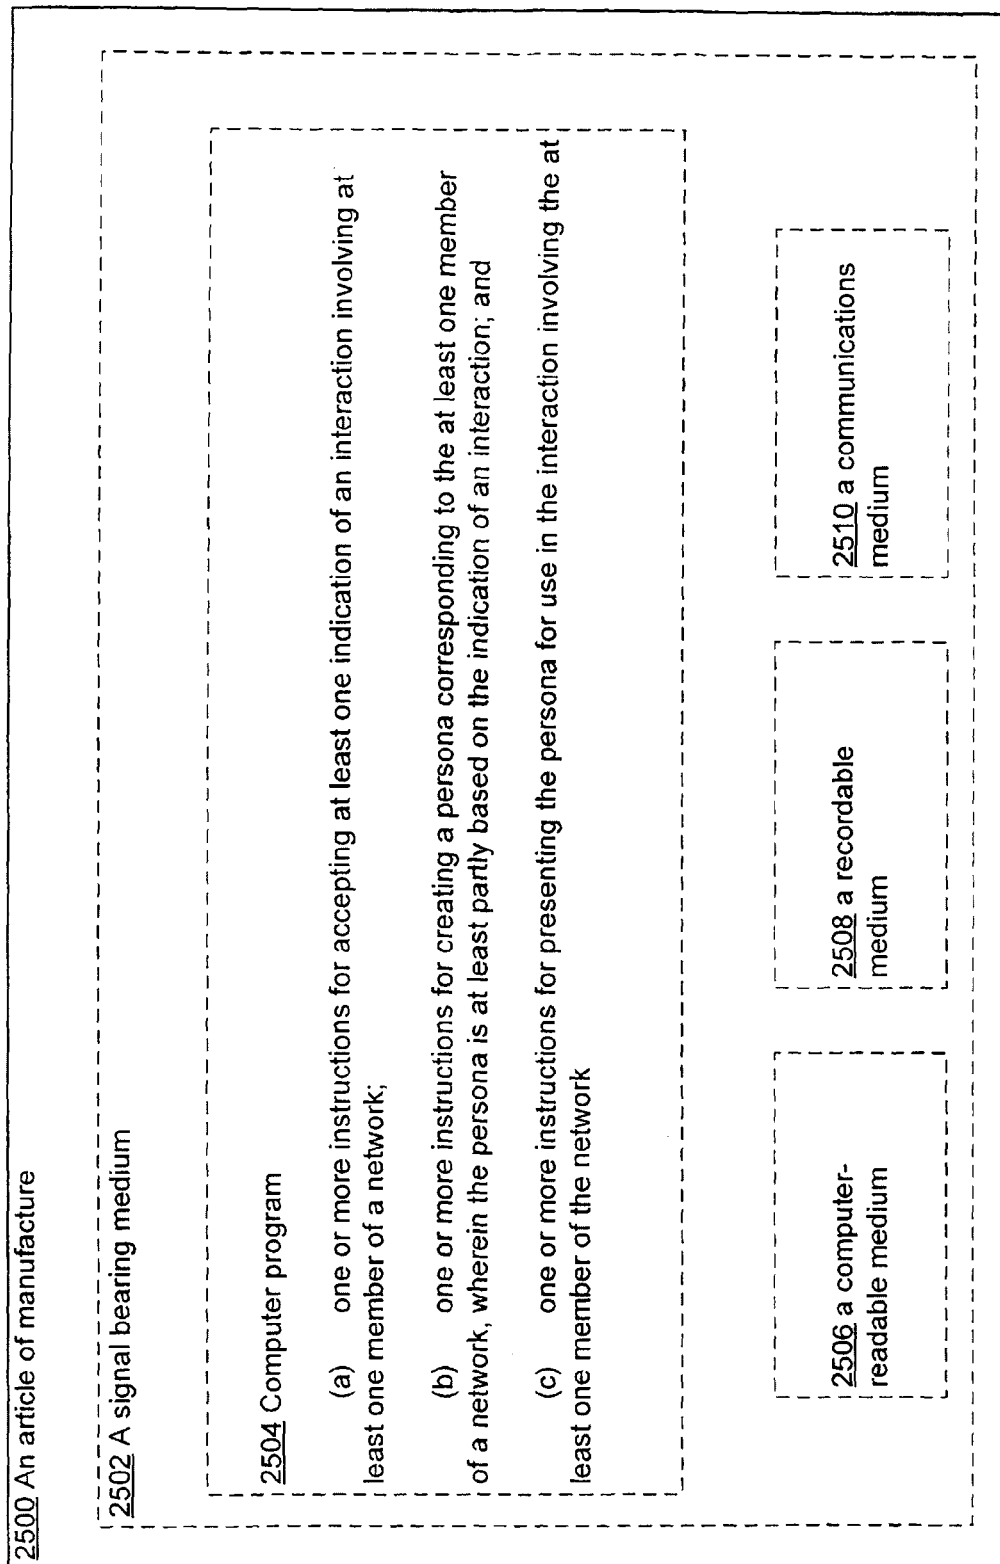 2500 An article of manufacture
2502 A signal bearing medium
2504 Computer program
(a) one or more instructions for accepting at least one indication of an interaction involving at
least one member of a network;
(b) one or more instructions for creating a persona corresponding to the at least one member
of a network, wherein the persona is at least partly based on the indication of an interaction; and
(c) one or more instructions for presenting the persona for use in the interaction involving the at
least one member of the network
2506 a computer-
readable medium
2508 a recordable
medium
2510 a communications
medium